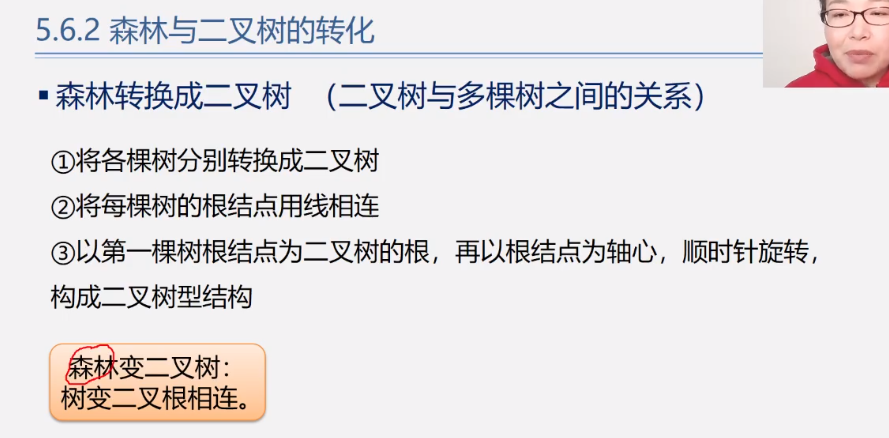 5.6.2 森林与二叉树的转化
▪ 森林转换成二叉树 （二叉树与多棵树之间的关系）
①将各棵树分别转换成二叉树
②将每棵树的根结点用线相连
③以第一棵树根结点为二叉树的根，再以根结点为轴心，顺时针旋转，
构成二叉树型结构
森林变二叉树：
树变二叉根相连。